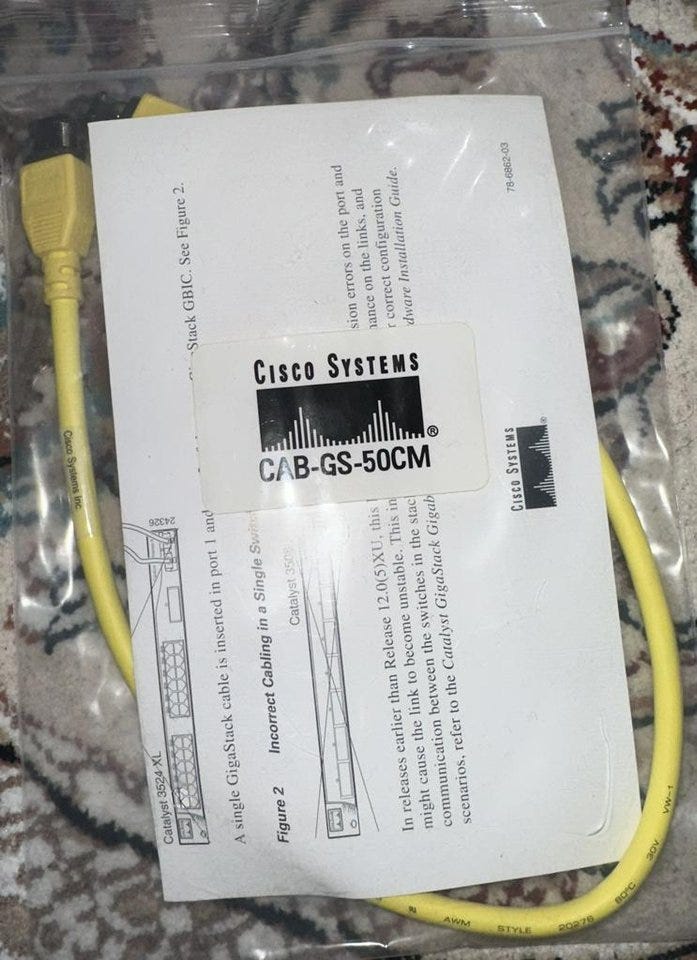 CISCO SYSTEMS
®
CAB-GS-50CM
24326
Catalyst 3524 XL
Stack GBIC. See Figure 2.
A single GigaStack cable is inserted in port 1 and
Figure 2 Incorrect Cabling in a Single
Catalyst
In releases earlier than Release 12.0(5)XU, this
sion errors on the port and
might cause the link to become unstable. This in
mance on the links, and
communication between the switches in the stac
correct configuration
scenarios, refer to the Catalyst GigaStack Gigab
dware Installation Guide.
CISCO SYSTEMS
®
78-6862-03
Cisco Systems Inc.
AWM STYLE 20276 80°C 30V VW-1